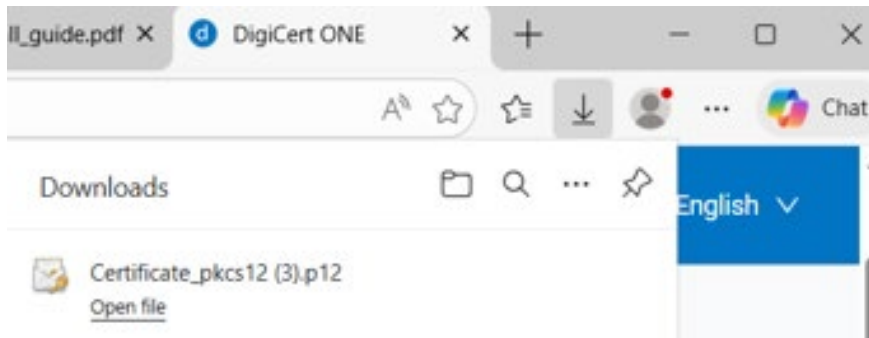 ll_guide.pdf
DigiCert ONE
Chat
Downloads
English
Certificate_pkcs12 (3).p12
Open file